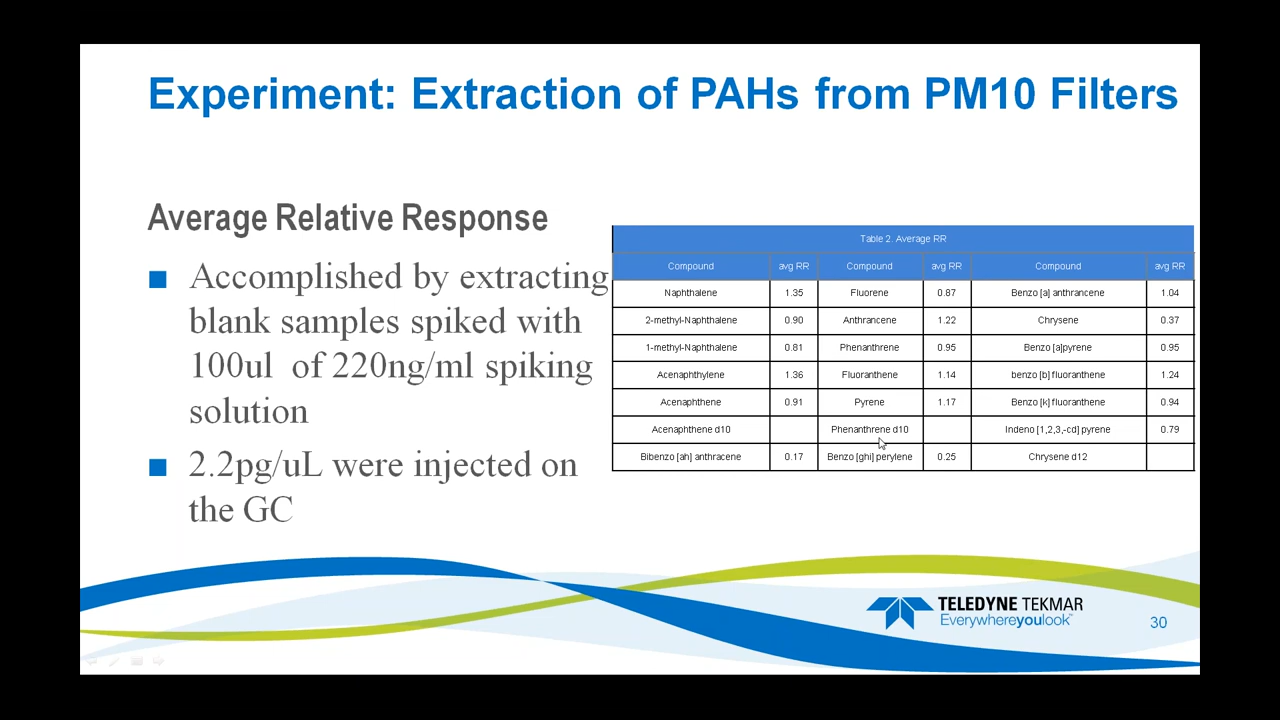 Experiment: Extraction of PAHs from PM10 Filters
Average Relative Response
Accomplished by extracting
blank samples spiked with
100ul of 220ng/ml spiking
solution
2.2pg/uL were injected on
the GC
Table 2. Average RR
Compound avg RR Compound avg RR Compound avg RR
Naphthalene 1.35 Fluorene 0.87 Benzo [a] anthrancene 1.04
2-methyl-Naphthalene 0.90 Anthrancene 1.22 Chrysene 0.37
1-methyl-Naphthalene 0.81 Phenanthrene 0.95 Benzo [a]pyrene 0.95
Acenaphthylene 1.36 Fluoranthene 1.14 benzo [b] fluoranthene 1.24
Acenaphthene 0.91 Pyrene 1.17 Benzo [k] fluoranthene 0.94
Acenaphthene d10 Phenanthrene d10 Indeno [1,2,3,-cd] pyrene 0.79
Bibenzo [ah] anthracene 0.17 Benzo [ghi] perylene 0.25 Chrysene d12
TELEDYNE TEKMAR
Everywhereyoulook™
30